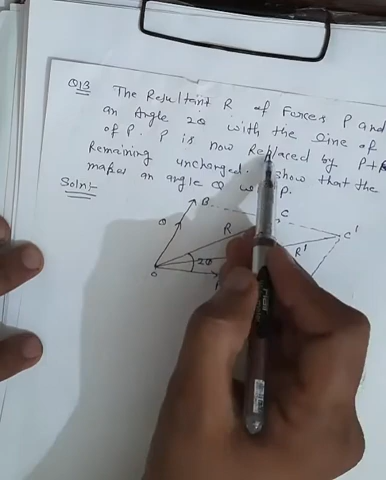 Q13 The Resultant R of Forces P and
an Angle 2θ with the line of
of P. P is now Replaced by P+R
Remaining unchanged. show that the
makes an angle θ P.
Soln:-
B
C
C'
Q
R
R'
2θ
O